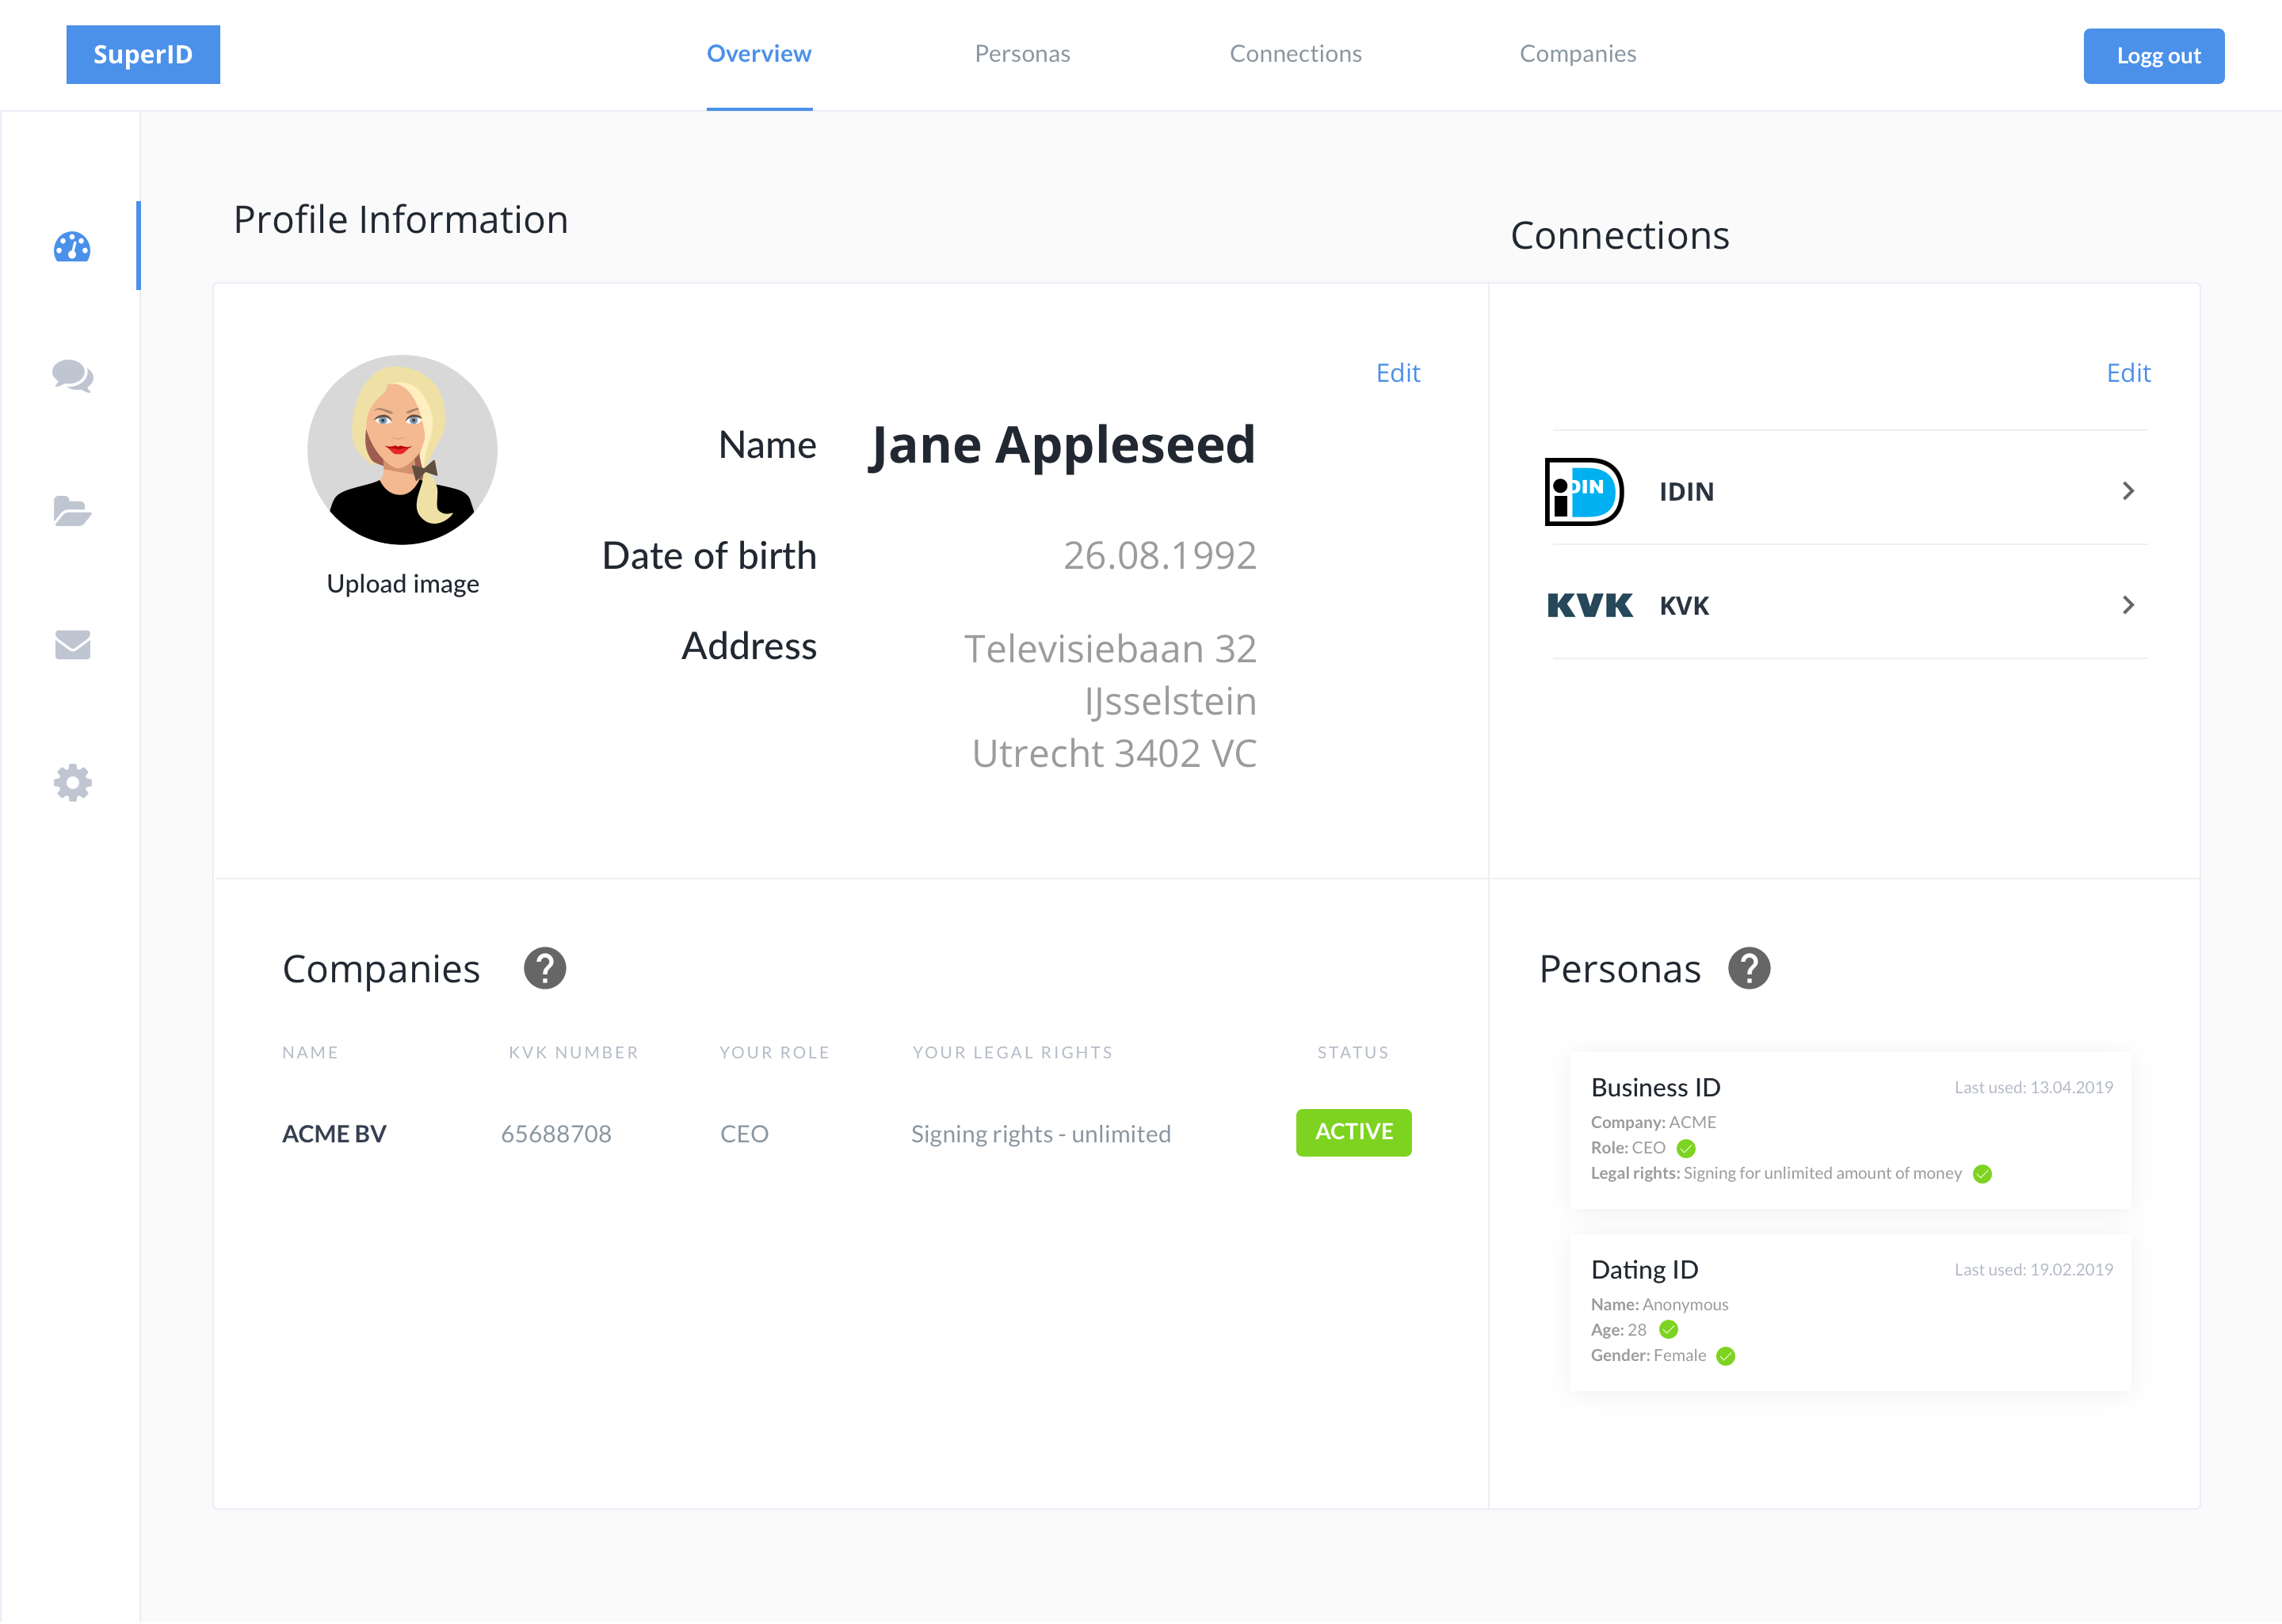 SuperID
Overview
Personas
Connections
Companies
Logg out
Profile Information
Connections
Edit
Edit
Name
Jane Appleseed
Date of birth
26.08.1992
Upload image
Address
Televisiebaan 32
IJsselstein
Utrecht 3402 VC
iDIN
IDIN
KVK
KVK
Companies
?
NAME
KVK NUMBER
YOUR ROLE
YOUR LEGAL RIGHTS
STATUS
ACME BV
65688708
CEO
Signing rights - unlimited
ACTIVE
Personas
?
Business ID
Last used: 13.04.2019
Company: ACME
Role: CEO
Legal rights: Signing for unlimited amount of money
Dating ID
Last used: 19.02.2019
Name: Anonymous
Age: 28
Gender: Female